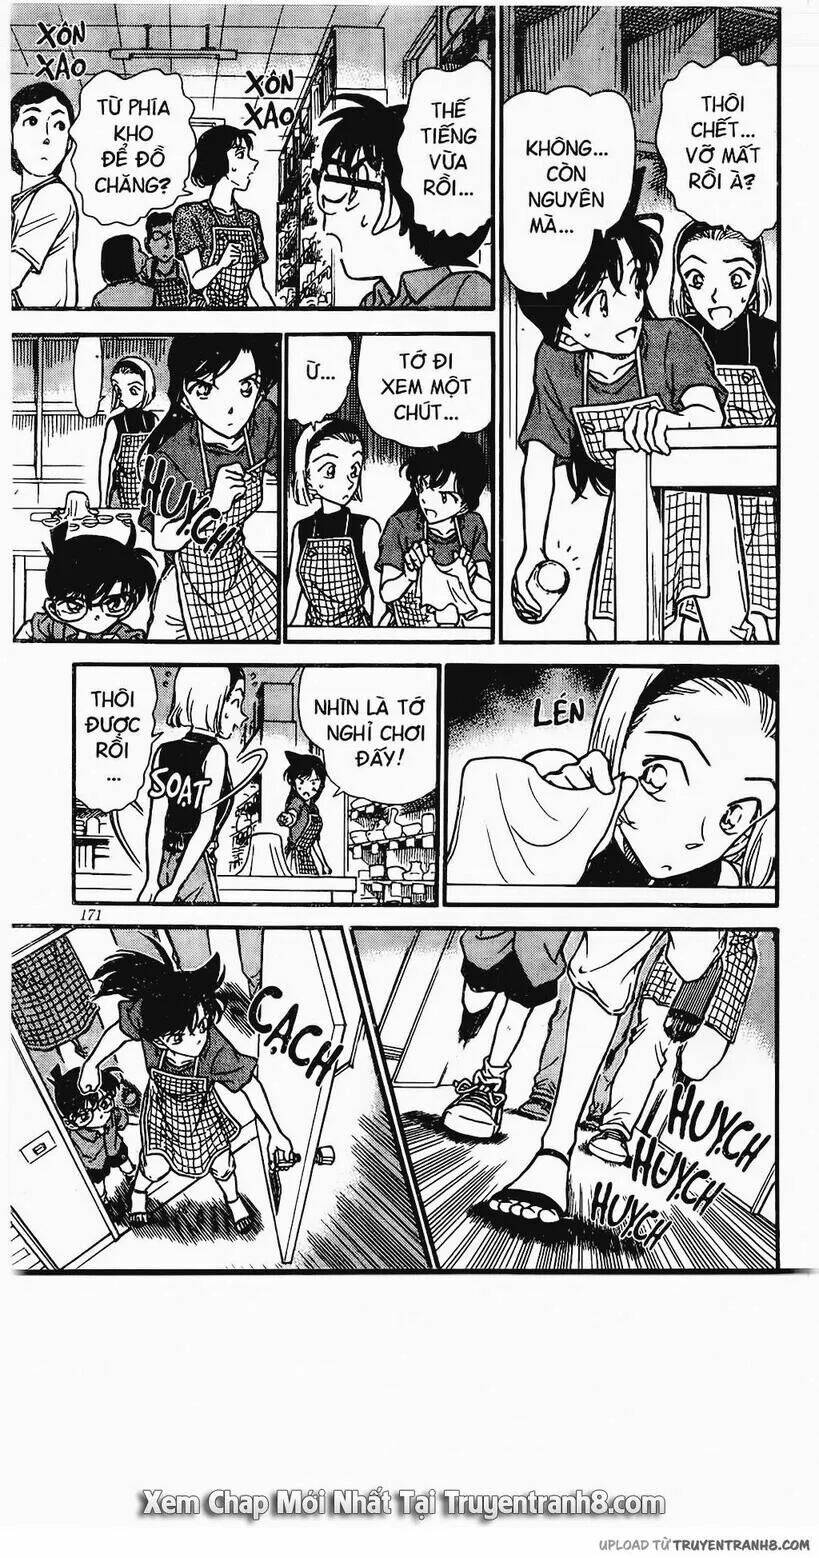 THÔI
CHẾT...
VỠ MẤT
RỒI À?
KHÔNG...
CÒN
NGUYÊN
MÀ...
THẾ
TIẾNG
VỪA
RỒI...
XÔN
XAO
TỪ PHÍA
KHO
ĐỂ ĐỒ
CHĂNG?
XÔN
XAO
TỚ ĐI
XEM MỘT
CHÚT...
Ừ...
HUỴCH
LÉN
NHÌN LÀ TỚ
NGHỈ CHƠI
ĐẤY!
THÔI
ĐƯỢC
RỒI
...
SOẠT
171
HUỴCH
HUỴCH
HUỴCH
CẠCH
Xem Chap Mới Nhất Tại Truyentranh8.com
UPLOAD TỪ TRUYENTRANH8.COM